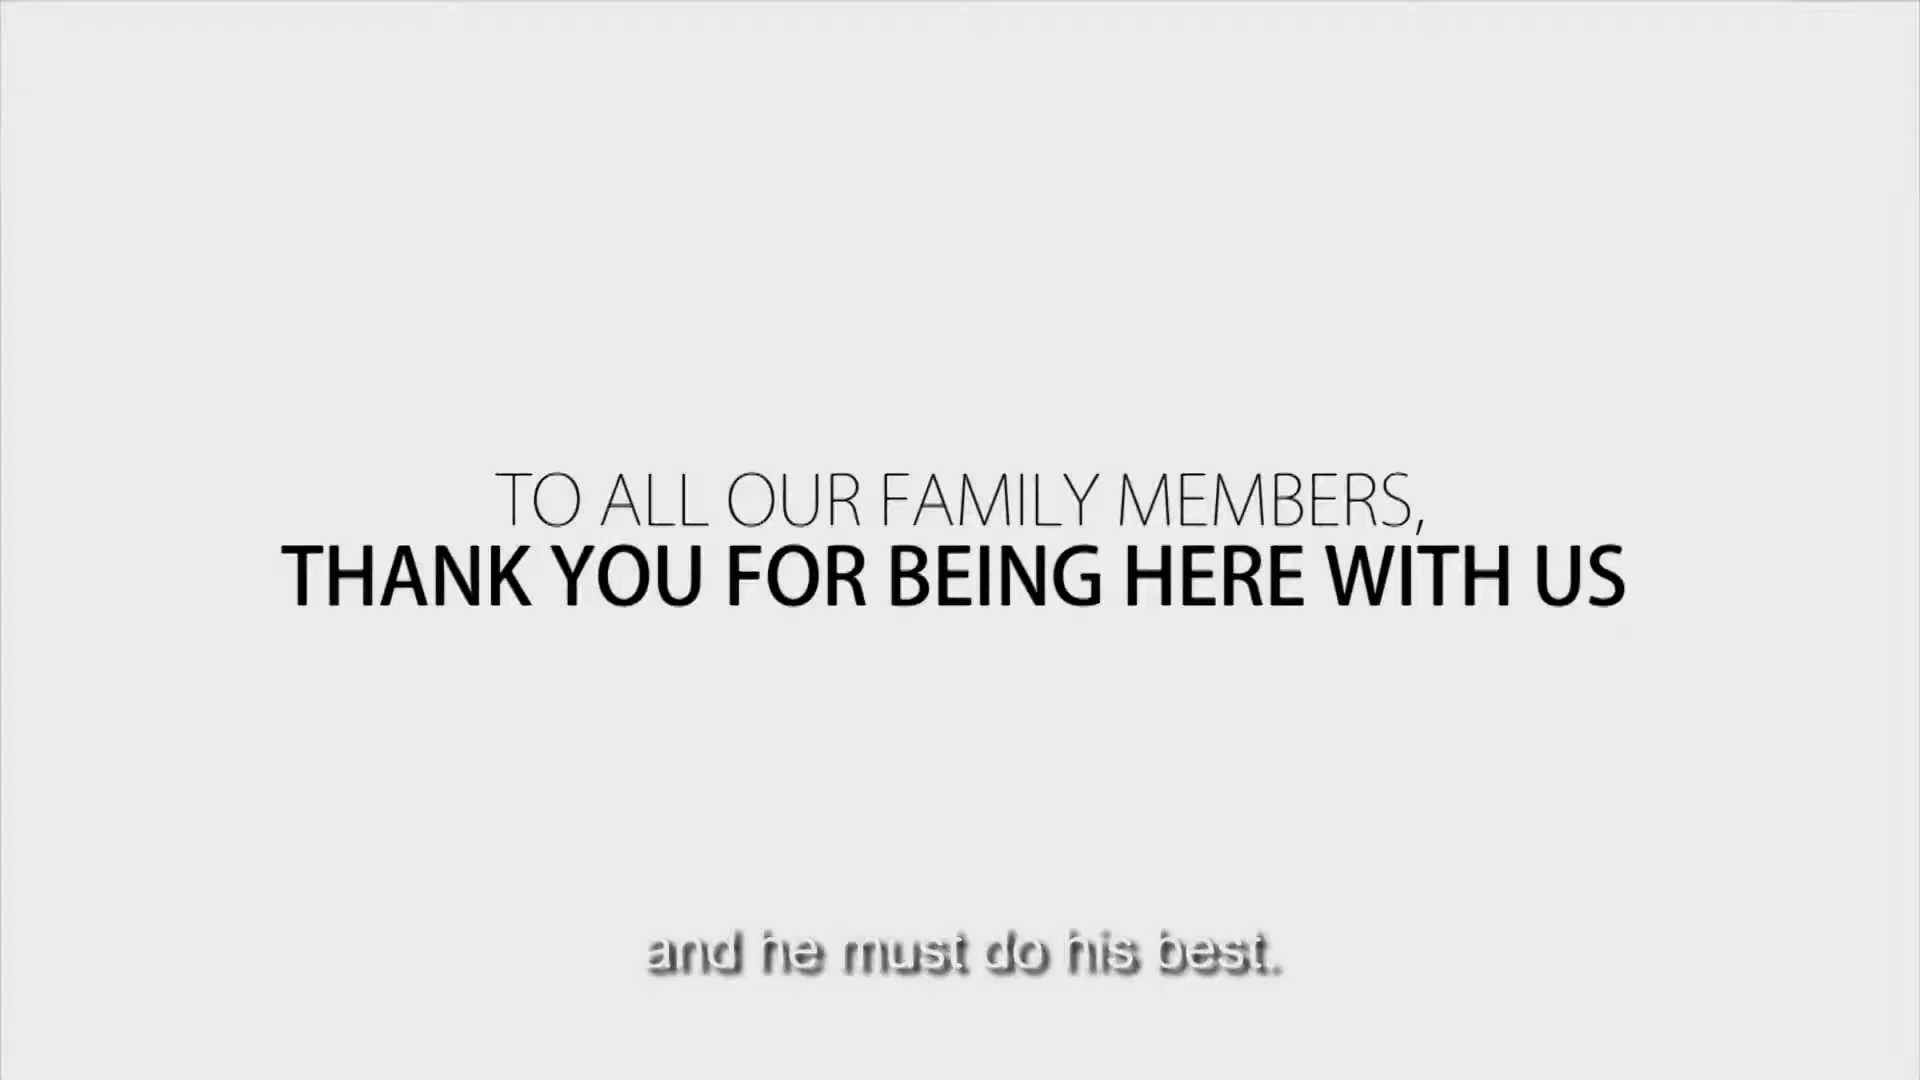 TO ALL OUR FAMILY MEMBERS,
THANK YOU FOR BEING HERE WITH US
and he must do his best.